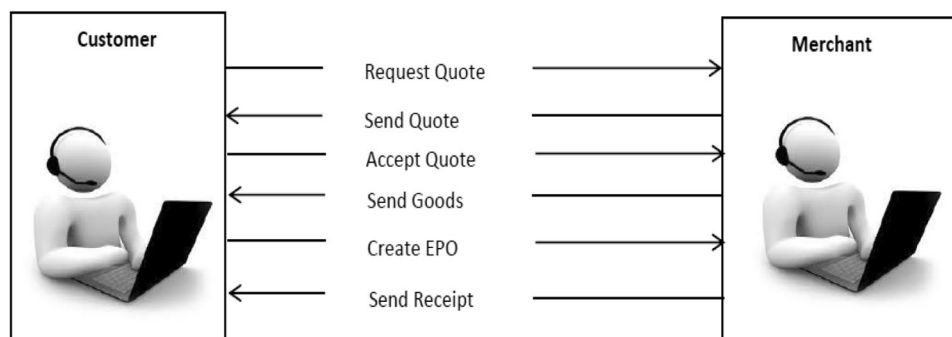 Customer
Merchant
Request Quote
Send Quote
Accept Quote
Send Goods
Create EPO
Send Receipt